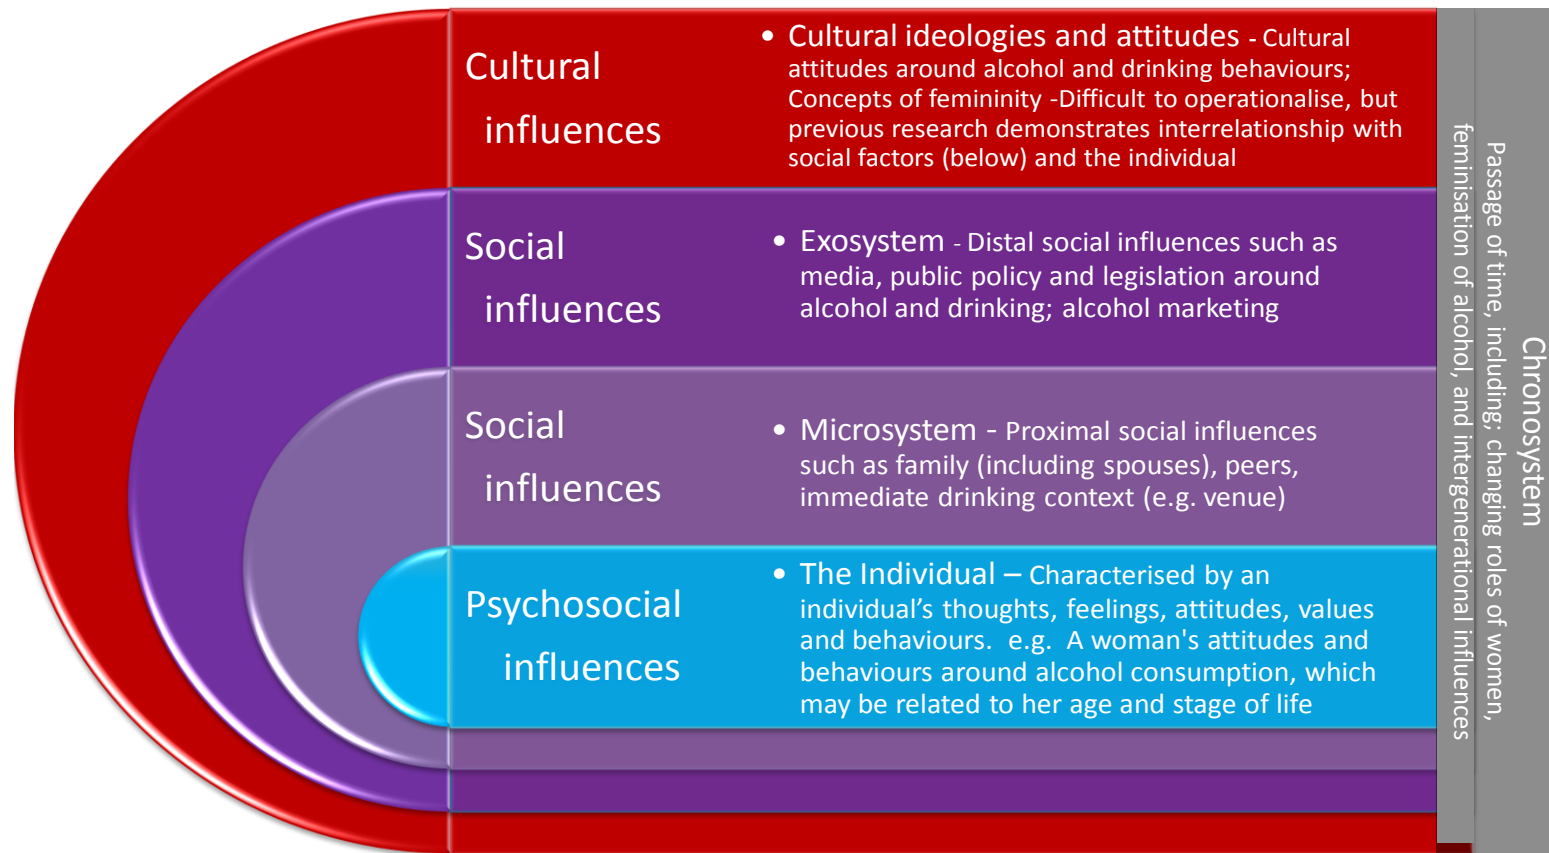 Cultural
influences
• Cultural ideologies and attitudes - Cultural
attitudes around alcohol and drinking behaviours;
Concepts of femininity -Difficult to operationalise, but
previous research demonstrates interrelationship with
social factors (below) and the individual
Social
influences
• Exosystem - Distal social influences such as
media, public policy and legislation around
alcohol and drinking; alcohol marketing
Social
influences
• Microsystem - Proximal social influences
such as family (including spouses), peers,
immediate drinking context (e.g. venue)
Psychosocial
influences
• The Individual – Characterised by an
individual’s thoughts, feelings, attitudes, values
and behaviours.  e.g.  A woman's attitudes and
behaviours around alcohol consumption, which
may be related to her age and stage of life
Chronosystem
Passage of time, including; changing roles of women,
feminisation of alcohol, and intergenerational influences